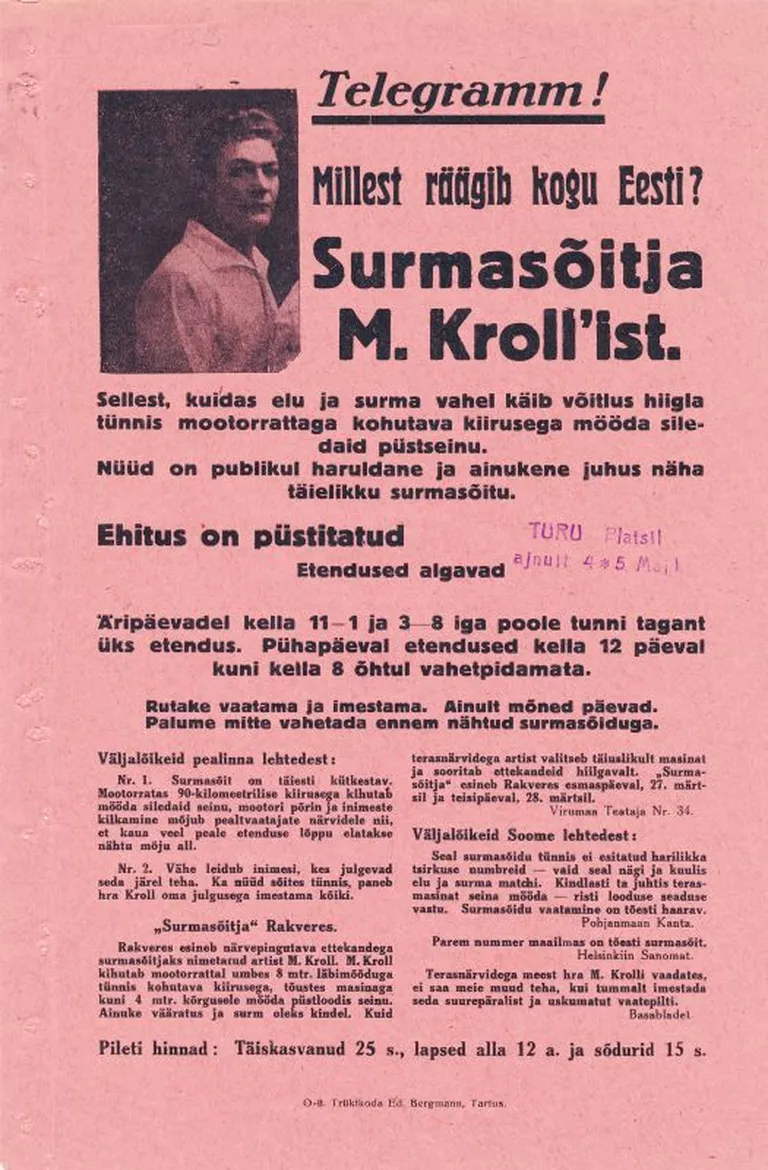 Telegramm!
Millest räägib kogu Eesti?
Surmasõitja
M. Kroll'ist.
Sellest, kuidas elu ja surma vahel käib võitlus hiigla
tünnis mootorrattaga kohutava kiirusega mööda sile-
daid püstseinu.
Nüüd on publikul haruldane ja ainukene juhus näha
täielikku surmasõitu.
Ehitus on püstitatud
TURU Platsil
Etendused algavad
ajnult 4*5 Mail
Äripäevadel kella 11—1 ja 3—8 iga poole tunni tagant
üks etendus. Pühapäeval etendused kella 12 päeval
kuni kella 8 õhtul vahetpidamata.
Rutake vaatama ja imestama. Ainult mõned päevad.
Palume mitte vahetada ennem nähtud surmasõiduga.
Väljalõikeid pealinna lehtedest:
Nr. 1. Surmasõit on täiesti kütkestav.
Mootorratas 90-kilomeetrilise kiirusega kihutab
mööda siledaid seinu, mootori põrin ja inimeste
kilkamine mõjub pealtvaatajate närvidele nii,
et kaua veel peale etenduse lõppu elatakse
nähtu mõju all.
Nr. 2. Vähe leidub inimesi, kes julgevad
seda järel teha. Ka nüüd sõites tünnis, paneb
hra Kroll oma julgusega imestama kõiki.
„Surmasõitja“ Rakveres.
Rakveres esineb närvepingutava ettekandega
surmasõitjaks nimetatud artist M. Kroll. M. Kroll
kihutab mootorrattal umbes 8 mtr. läbimõõduga
tünnis kohutava kiirusega, tõustes masinaga
kuni 4 mtr. kõrgusele mööda püstloodis seinu.
Ainuke vääratus ja surm oleks kindel. Kuid
terasnärvidega artist valitseb täiuslikult masinat
ja sooritab ettekandeid hiilgavalt. „Surma-
sõitja“ esineb Rakveres esmaspäeval, 27. märt-
sil ja teisipäeval, 28. märtsil.
Virumaa Teataja Nr. 34.
Väljalõikeid Soome lehtedest:
Seal surmasõidu tünnis ei esitatud harilikka
tsirkuse numbreid — vaid seal nägi ja kuulis
elu ja surma matchi. Kindlasti ta juhtis teras-
masinat seina mööda — risti looduse seaduse
vastu. Surmasõidu vaatamine on tõesti haarav.
Pohjanmaan Kanta.
Parem nummer maailmas on tõesti surmasõit.
Helsinkiin Sanomat.
Terasnärvidega meest hra M. Krolli vaadates,
ei saa meie muud teha, kui tummalt imestada
seda suurepäralist ja uskumatut vaatepilti.
Basabladet
Pileti hinnad: Täiskasvanud 25 s., lapsed alla 12 a. ja sõdurid 15 s.
O-ü. Trükikoda Ed. Bergmann, Tartus.